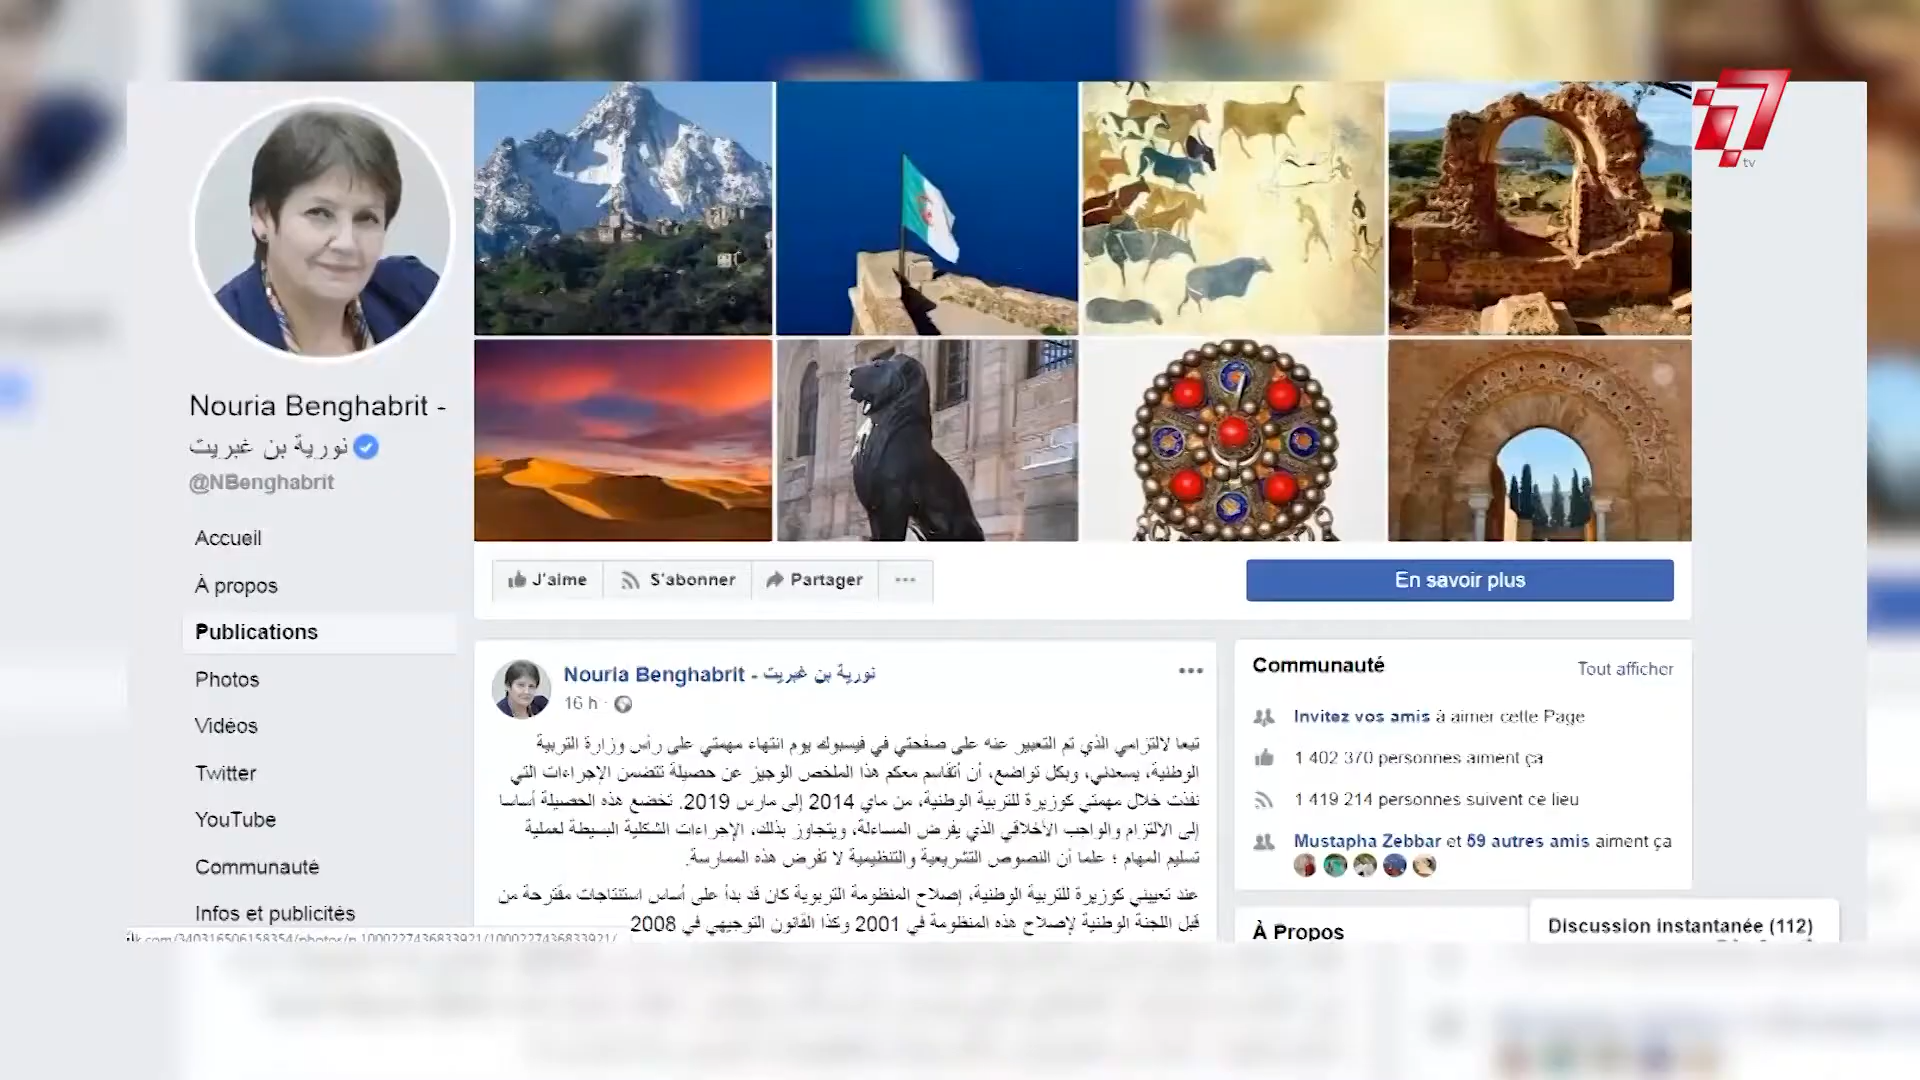 tv
Nouria Benghabrit -
نورية بن غبريت
@NBenghabrit
Accueil
À propos
Publications
Photos
Vidéos
Twitter
YouTube
Communauté
Infos et publicités
J'aime
S'abonner
Partager
En savoir plus
Nouria Benghabrit - نورية بن غبريت
16 h
تبعا لالتزامي الذي تم التعبير عنه على صفحتي في فيسبوك يوم انتهاء مهمتي على رأس وزارة التربية
الوطنية، يسعدني، وبكل تواضع، أن أتقاسم معكم هذا الملخص الوجيز عن حصيلة تتضمن الإجراءات التي
نفذت خلال مهمتي كوزيرة للتربية الوطنية، من ماي 2014 إلى مارس 2019. تخضع هذه الحصيلة أساسا
إلى الالتزام والواجب الأخلاقي الذي يفرض المساءلة، ويتجاوز بذلك، الإجراءات الشكلية البسيطة لعملية
تسليم المهام ؛ علما أن النصوص التشريعية والتنظيمية لا تفرض هذه الممارسة.
عند تعييني كوزيرة للتربية الوطنية، إصلاح المنظومة التربوية كان قد بدأ على أساس استنتاجات مقترحة من
قبل اللجنة الوطنية لإصلاح هذه المنظومة في 2001 وكذا القانون التوجيهي في 2008
Communauté
Tout afficher
Invitez vos amis à aimer cette Page
1 402 370 personnes aiment ça
1 419 214 personnes suivent ce lieu
Mustapha Zebbar et 59 autres amis aiment ça
À Propos
Discussion instantanée (112)